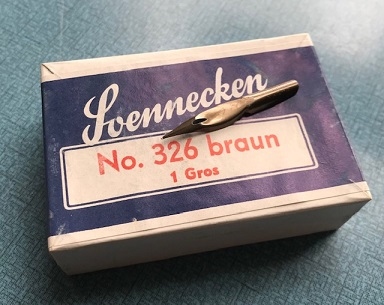 Soennecken
No. 326 braun
1 Gros